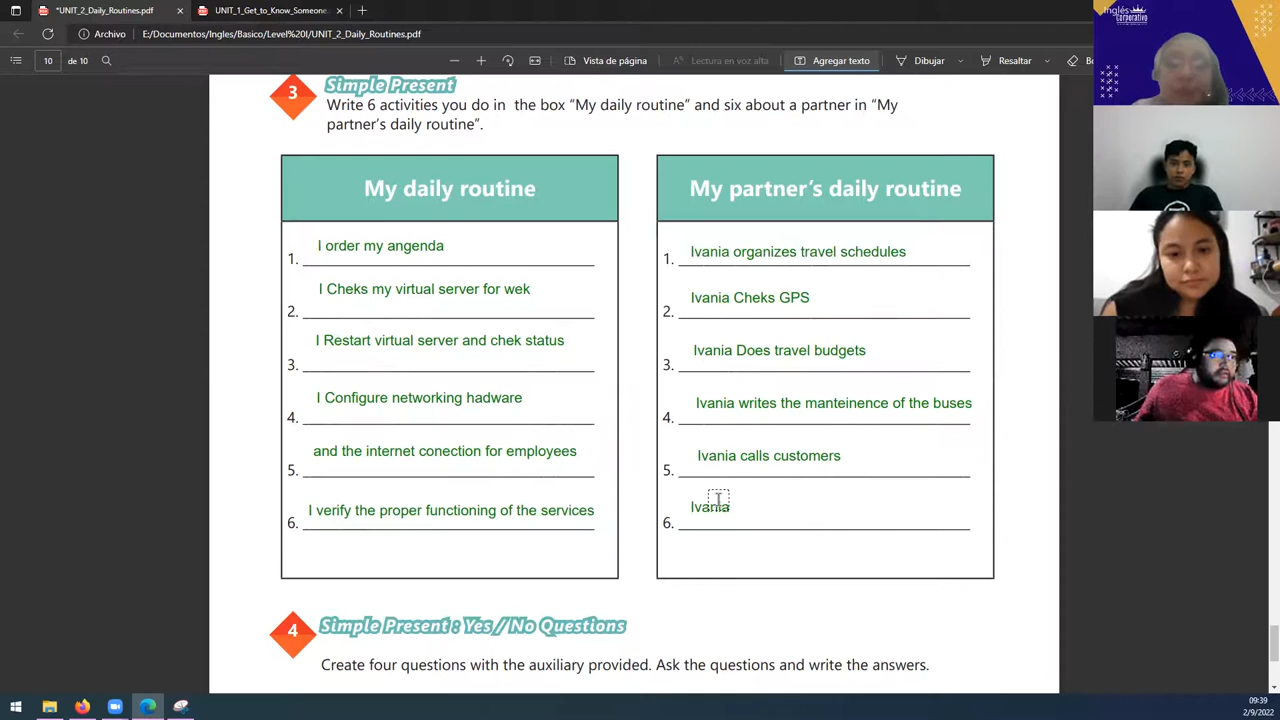 *UNIT_2_Daily_Routines.pdf
UNIT_1_Get_to_Know_Someone
Archivo
E:/Documentos/Ingles/Basico/Level%20I/UNIT_2_Daily_Routines.pdf
10 de 10
Vista de página
Lectura en voz alta
Agregar texto
Dibujar
Resaltar
Inglés
corporativo
3
Simple Present
Write 6 activities you do in the box “My daily routine” and six about a partner in “My
partner’s daily routine”.
My daily routine
1. I order my angenda
2. I Cheks my virtual server for wek
3. I Restart virtual server and chek status
4. I Configure networking hadware
5. and the internet conection for employees
6. I verify the proper functioning of the services
My partner’s daily routine
1. Ivania organizes travel schedules
2. Ivania Cheks GPS
3. Ivania Does travel budgets
4. Ivania writes the manteinence of the buses
5. Ivania calls customers
6. Ivania
4
Simple Present : Yes/No Questions
Create four questions with the auxiliary provided. Ask the questions and write the answers.
09:39
2/9/2022